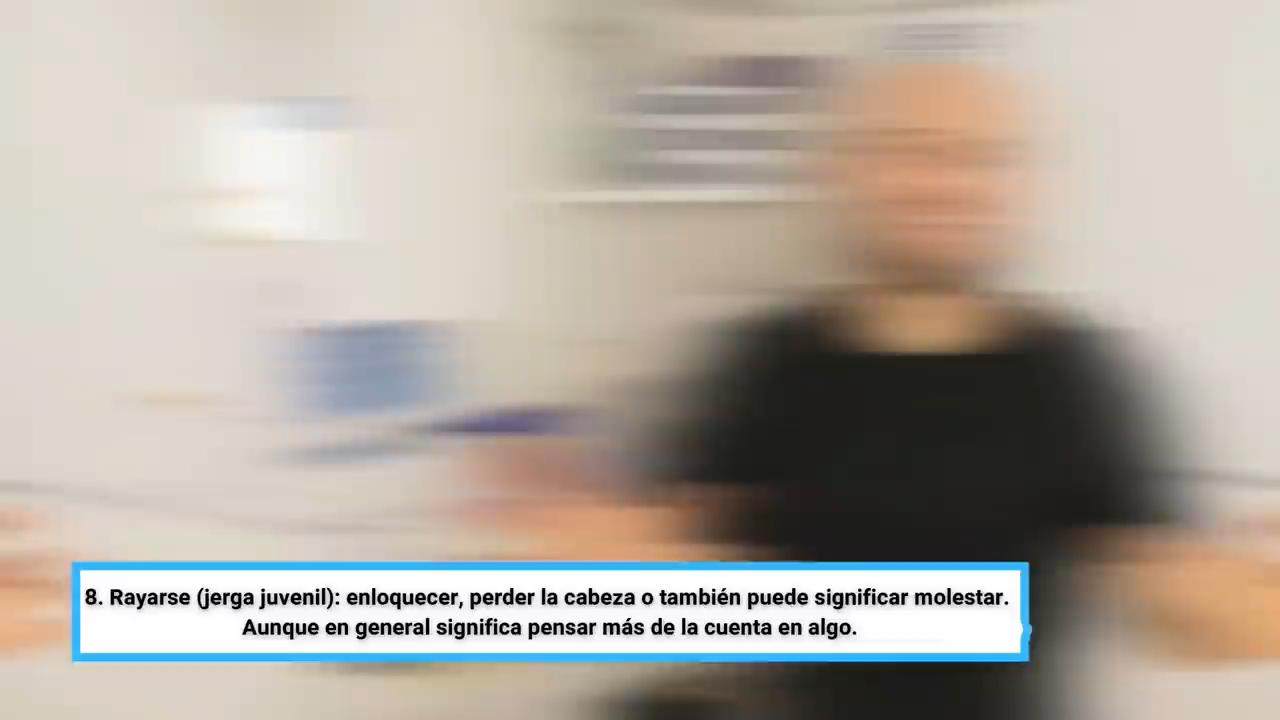 8. Rayarse (jerga juvenil): enloquecer, perder la cabeza o también puede significar molestar.
Aunque en general significa pensar más de la cuenta en algo.